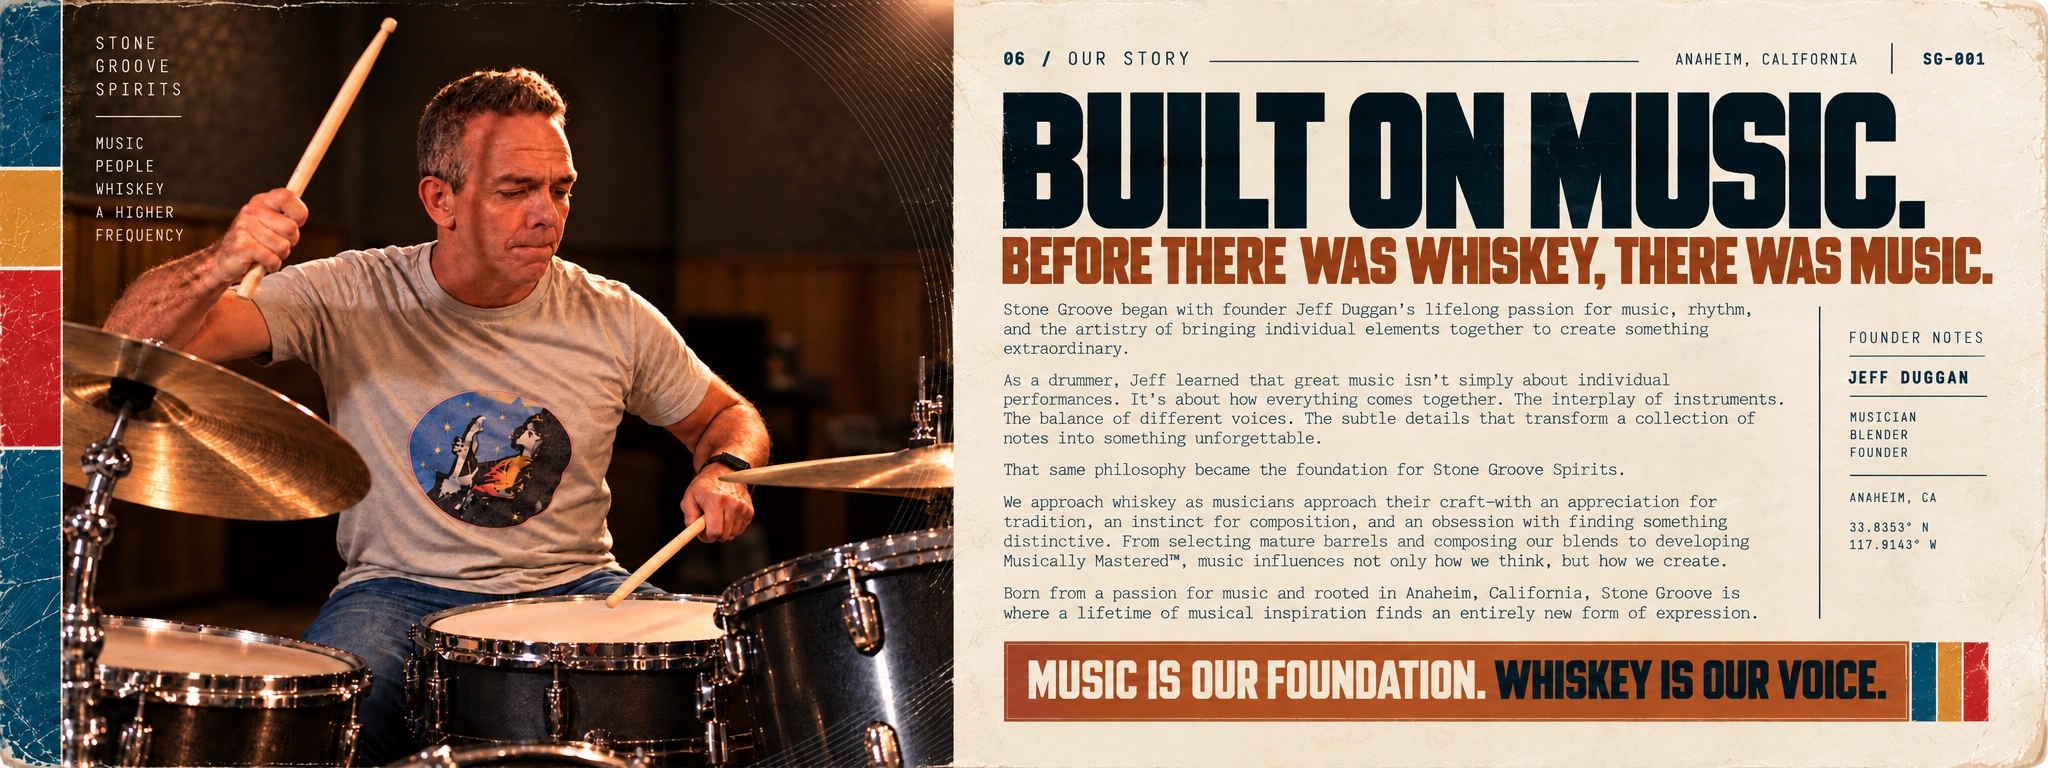 STONE
GROOVE
SPIRITS
MUSIC
PEOPLE
WHISKEY
A HIGHER
FREQUENCY
06 / OUR STORY
ANAHEIM, CALIFORNIA
SG-001
BUILT ON MUSIC.
BEFORE THERE WAS WHISKEY, THERE WAS MUSIC.
Stone Groove began with founder Jeff Duggan's lifelong passion for music, rhythm,
and the artistry of bringing individual elements together to create something
extraordinary.
As a drummer, Jeff learned that great music isn't simply about individual
performances. It's about how everything comes together. The interplay of instruments.
The balance of different voices. The subtle details that transform a collection of
notes into something unforgettable.
That same philosophy became the foundation for Stone Groove Spirits.
We approach whiskey as musicians approach their craft—with an appreciation for
tradition, an instinct for composition, and an obsession with finding something
distinctive. From selecting mature barrels and composing our blends to developing
Musically Mastered™, music influences not only how we think, but how we create.
Born from a passion for music and rooted in Anaheim, California, Stone Groove is
where a lifetime of musical inspiration finds an entirely new form of expression.
FOUNDER NOTES
JEFF DUGGAN
MUSICIAN
BLENDER
FOUNDER
ANAHEIM, CA
33.8353° N
117.9143° W
MUSIC IS OUR FOUNDATION. WHISKEY IS OUR VOICE.